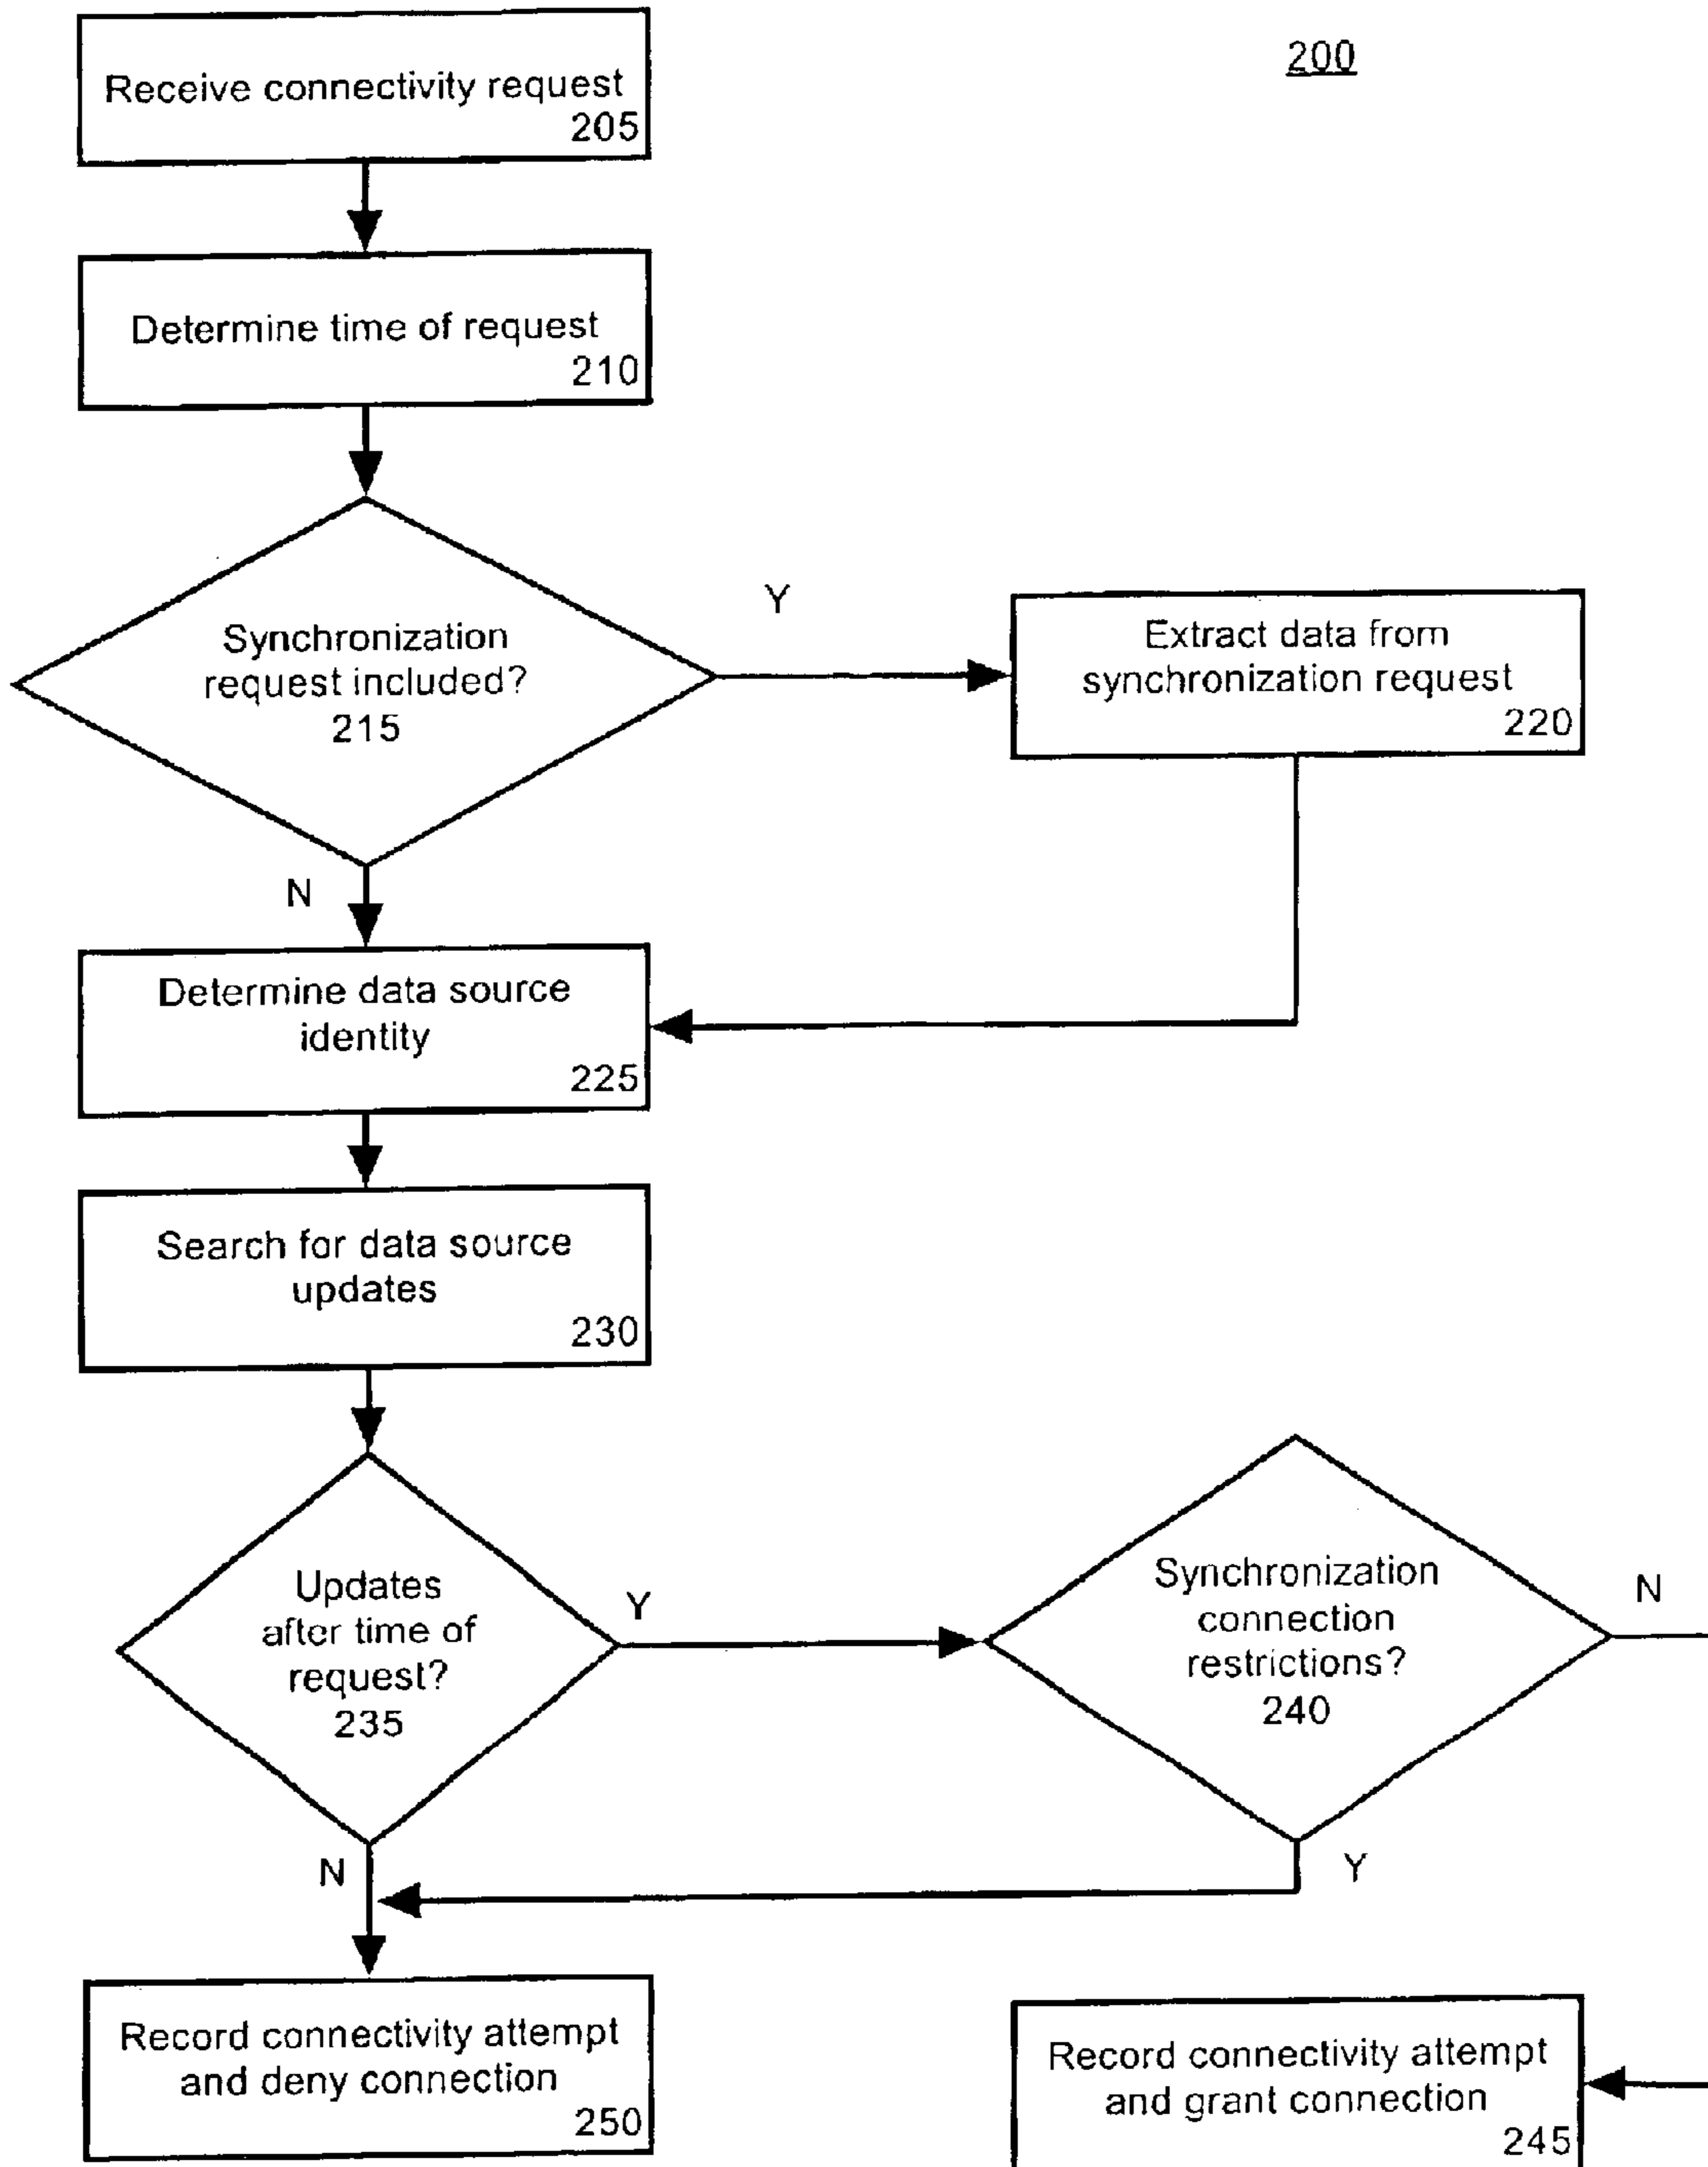 200
Receive connectivity request
205
Determine time of request
210
Synchronization
request included?
215
Y
N
Extract data from
synchronization request
220
Determine data source
identity
225
Search for data source
updates
230
Updates
after time of
request?
235
Y
N
Synchronization
connection
restrictions?
240
N
Y
Record connectivity attempt
and deny connection
250
Record connectivity attempt
and grant connection
245